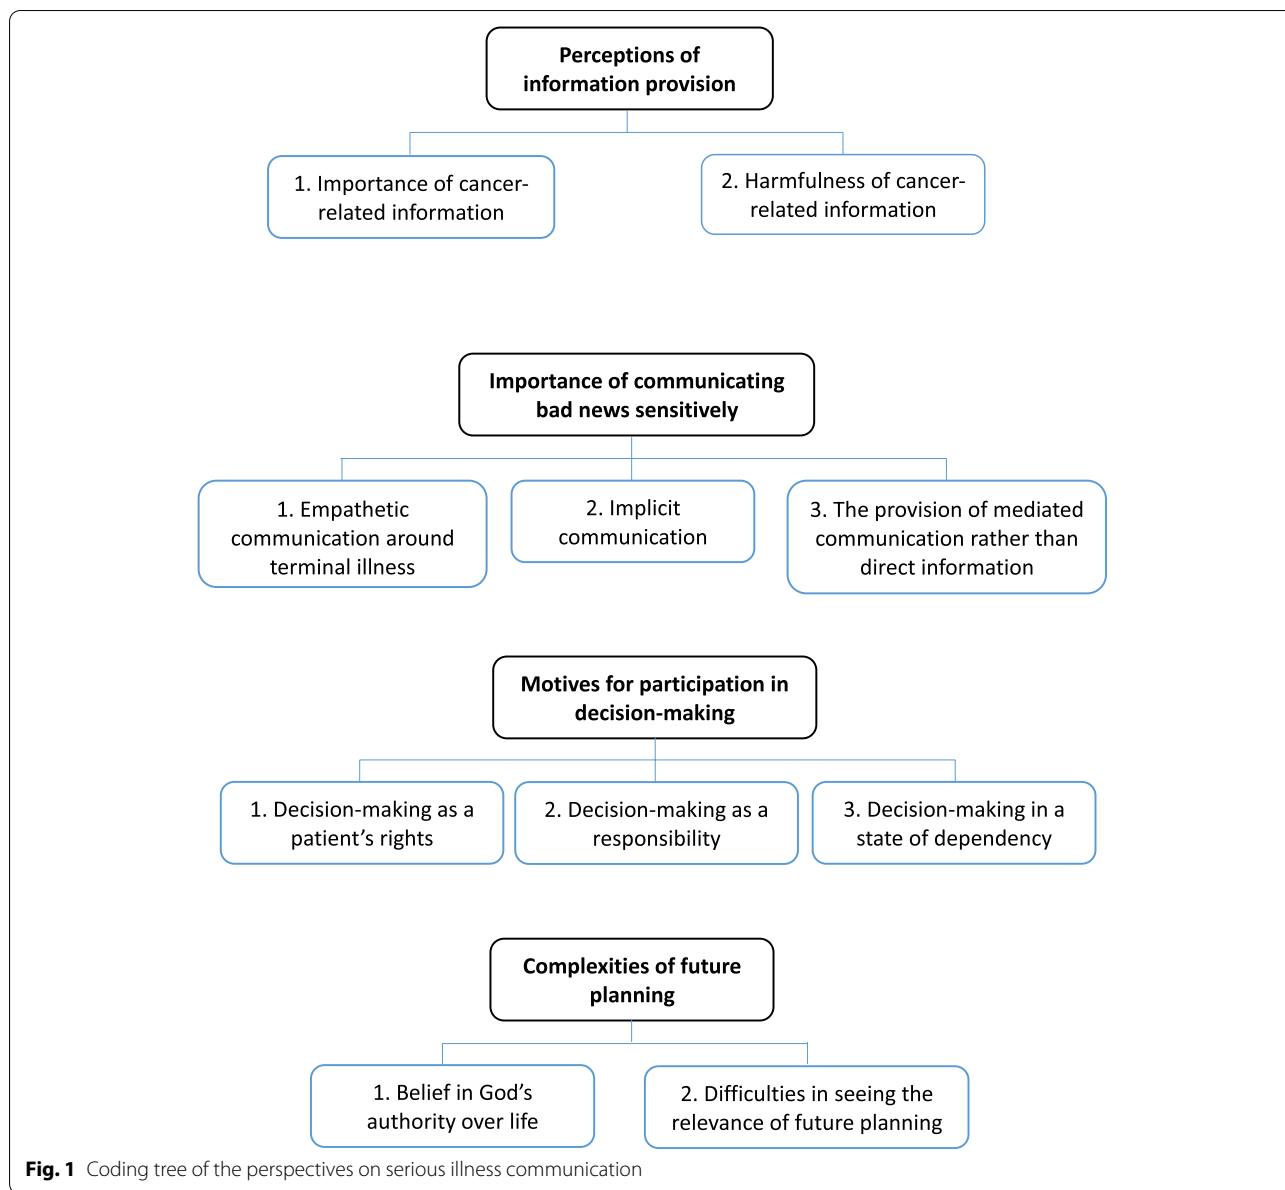 Perceptions of
information provision
1. Importance of cancer-
related information
2. Harmfulness of cancer-
related information
Importance of communicating
bad news sensitively
1. Empathetic
communication around
terminal illness
2. Implicit
communication
3. The provision of mediated
communication rather than
direct information
Motives for participation in
decision-making
1. Decision-making as a
patient’s rights
2. Decision-making as a
responsibility
3. Decision-making in a
state of dependency
Complexities of future
planning
1. Belief in God’s
authority over life
2. Difficulties in seeing the
relevance of future planning
Fig. 1 Coding tree of the perspectives on serious illness communication